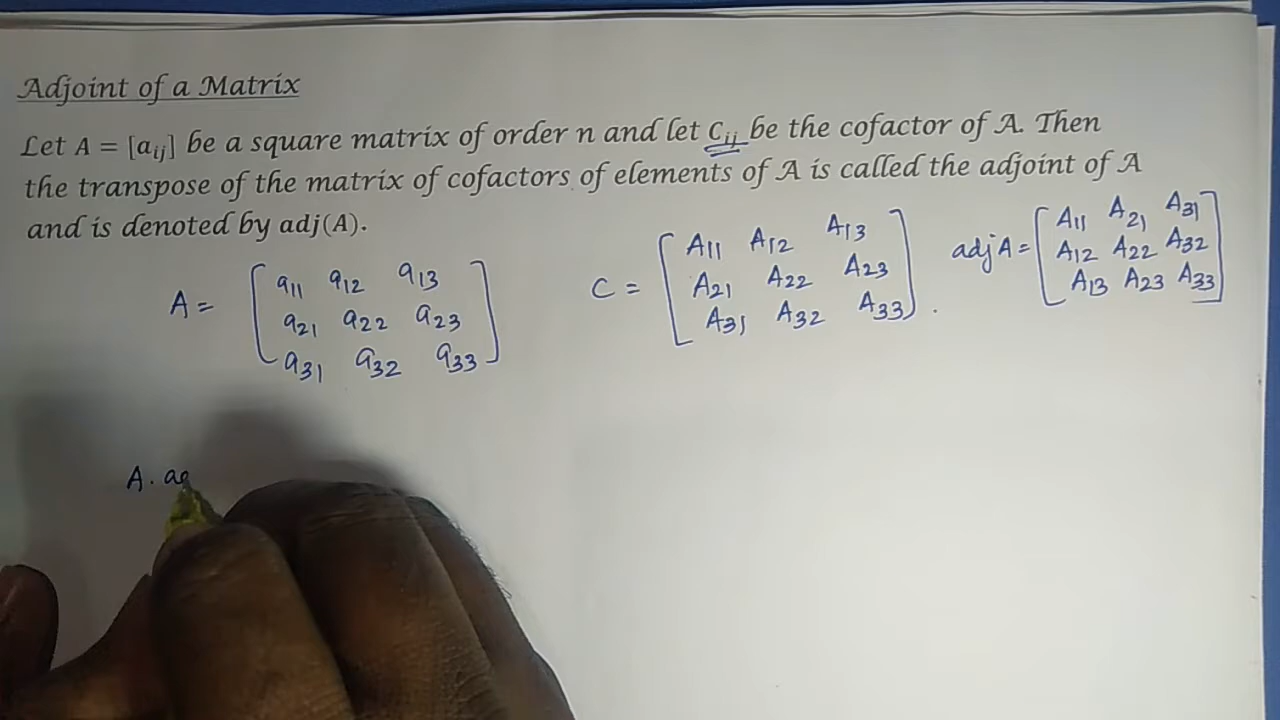 Adjoint of a Matrix
Let A = [aij] be a square matrix of order n and let Cij be the cofactor of A. Then
the transpose of the matrix of cofactors of elements of A is called the adjoint of A
and is denoted by adj(A).
A =
a11 a12 a13
a21 a22 a23
a31 a32 a33
C =
A11 A12 A13
A21 A22 A23
A31 A32 A33 .
adj A =
A11 A21 A31
A12 A22 A32
A13 A23 A33
A. a